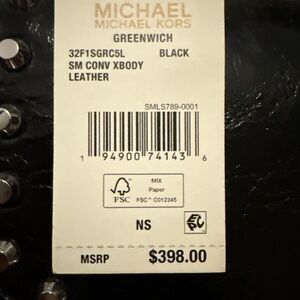 MICHAEL
MICHAEL KORS
GREENWICH
32F1SGRC5L BLACK
SM CONV XBODY
LEATHER
SMLS789-0001
1 94900 74143 6
FSC
MIX
Paper
FSC™ C012345
NS
MSRP $398.00